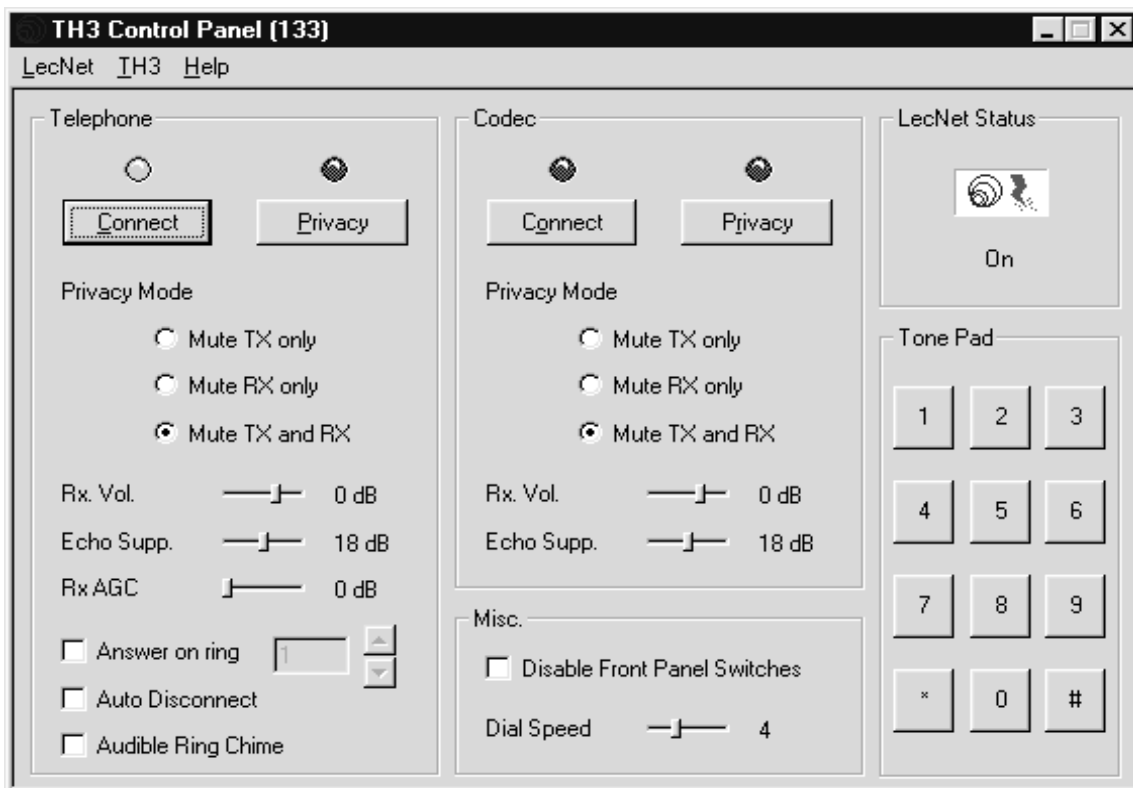 TH3 Control Panel (133)
LecNet TH3 Help
Telephone
Connect Privacy
Privacy Mode
Mute TX only
Mute RX only
Mute TX and RX
Rx. Vol. 0 dB
Echo Supp. 18 dB
Rx AGC 0 dB
Answer on ring 1
Auto Disconnect
Audible Ring Chime
Codec
Connect Privacy
Privacy Mode
Mute TX only
Mute RX only
Mute TX and RX
Rx. Vol. 0 dB
Echo Supp. 18 dB
Misc.
Disable Front Panel Switches
Dial Speed 4
LecNet Status
On
Tone Pad
1 2 3
4 5 6
7 8 9
* 0 #